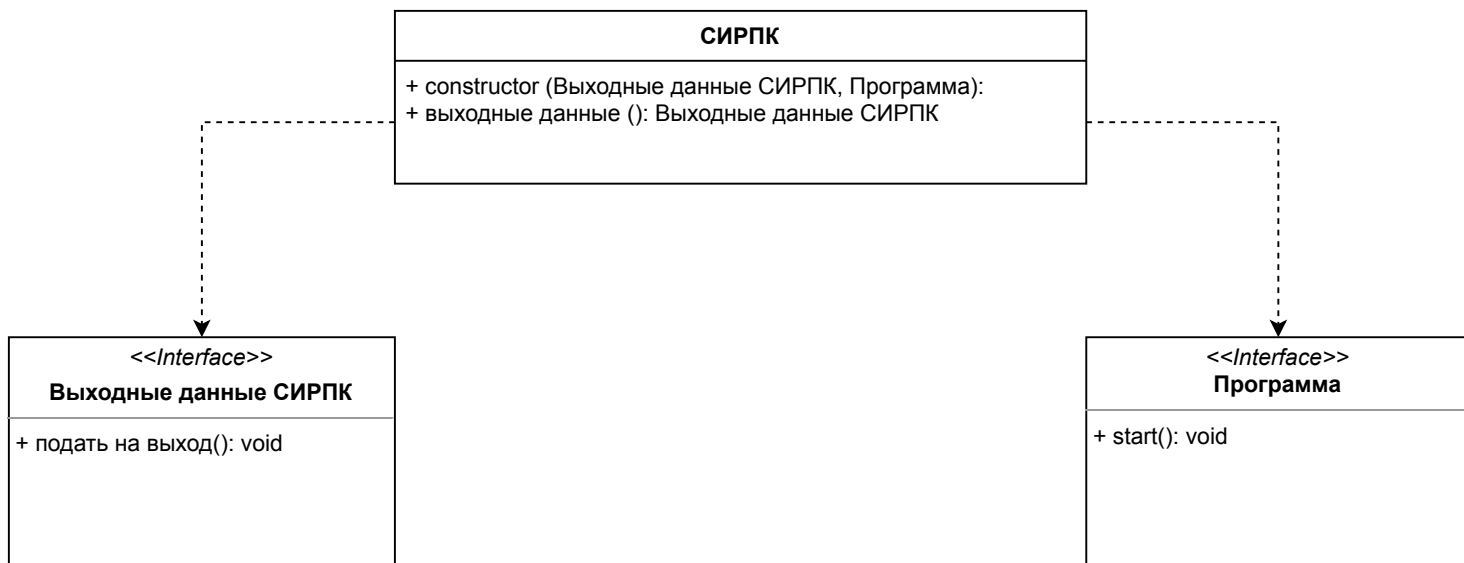 СИРПК
+ constructor (Выходные данные СИРПК, Программа):
+ выходные данные (): Выходные данные СИРПК
<<Interface>>
Выходные данные СИРПК
+ подать на выход(): void
<<Interface>>
Программа
+ start(): void